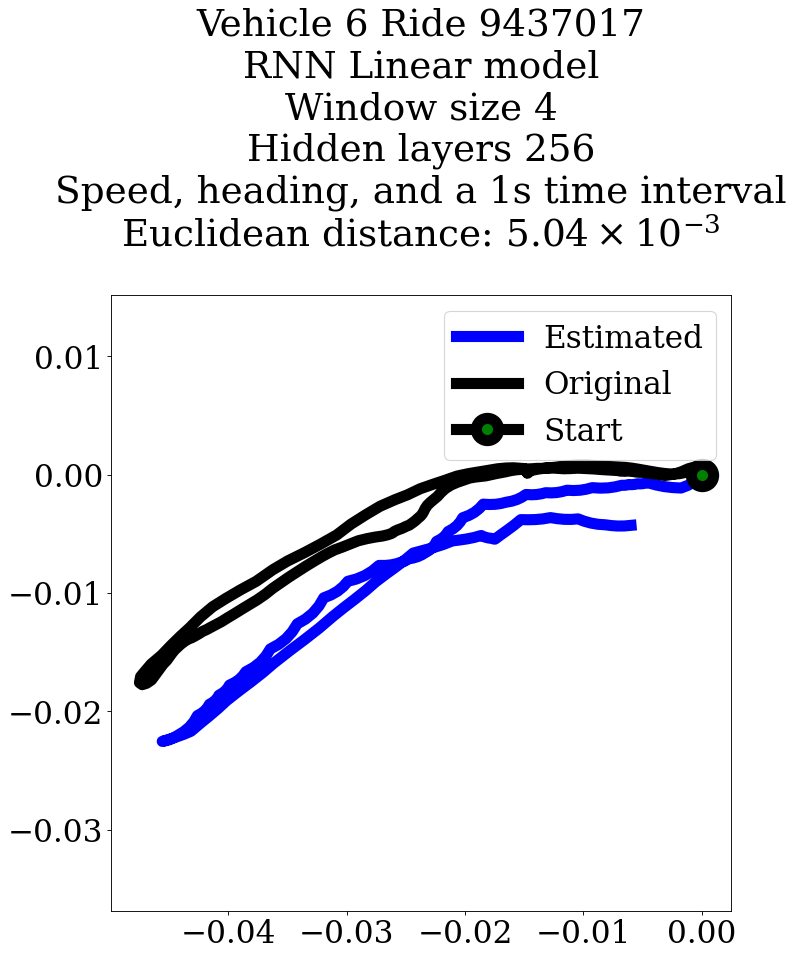 Vehicle 6 Ride 9437017
RNN Linear model
Window size 4
Hidden layers 256
Speed, heading, and a 1s time interval
Euclidean distance: 5.04 × 10⁻³
Estimated
Original
Start
0.01
0.00
−0.01
−0.02
−0.03
−0.04 −0.03 −0.02 −0.01 0.00